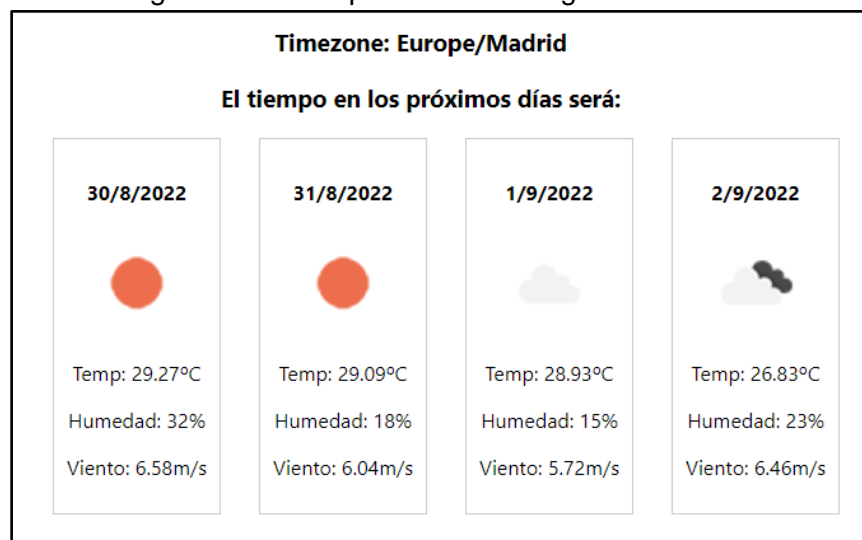 Timezone: Europe/Madrid
El tiempo en los próximos días será:
30/8/2022
31/8/2022
1/9/2022
2/9/2022
Temp: 29.27ºC
Temp: 29.09ºC
Temp: 28.93ºC
Temp: 26.83ºC
Humedad: 32%
Humedad: 18%
Humedad: 15%
Humedad: 23%
Viento: 6.58m/s
Viento: 6.04m/s
Viento: 5.72m/s
Viento: 6.46m/s